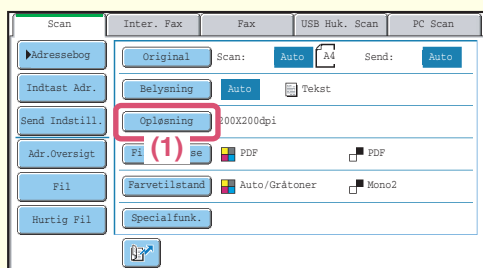 Scan Inter. Fax Fax USB Huk. Scan PC Scan
Adressebog Original Scan: Auto A4 Send: Auto
Indtast Adr. Belysning Auto Tekst
Send Indstill. Opløsning 200X200dpi
Adr.Oversigt (1) PDF PDF
Fil Farvetilstand Auto/Gråtoner Mono2
Hurtig Fil Specialfunk.